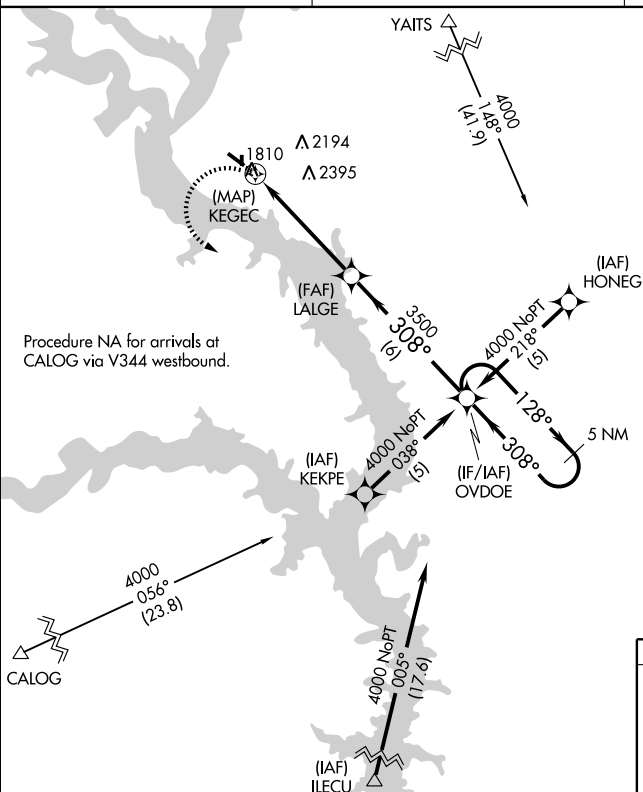 YAITS
4000
148°
(41.9)
2194
1810
2395
(MAP)
KEGEC
(IAF)
HONEG
(FAF)
LALGE
3500
308°
(6)
4000 NoPT
218°
(5)
Procedure NA for arrivals at
CALOG via V344 westbound.
128°
5 NM
308°
(IAF)
KEKPE
4000 NoPT
038°
(5)
(IF/IAF)
OVDOE
4000
056°
(23.8)
CALOG
4000 NoPT
005°
(17.6)
(IAF)
ILECU